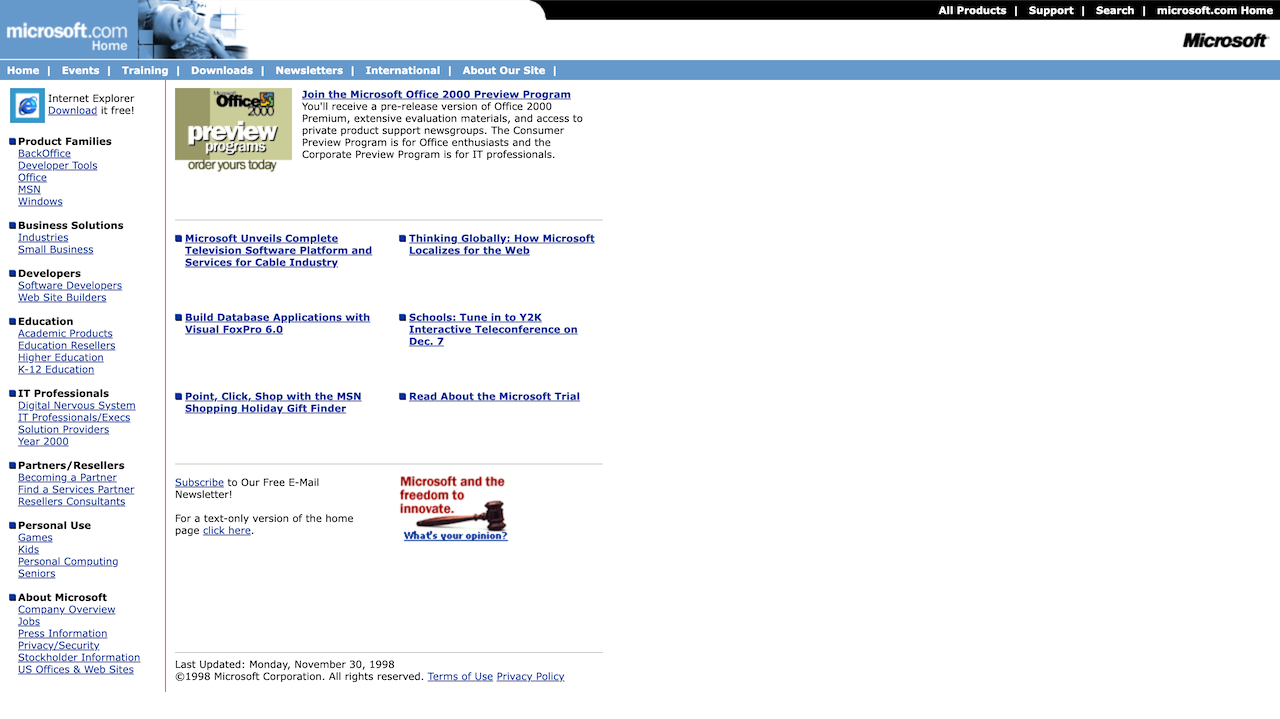 All Products | Support | Search | microsoft.com Home
microsoft.com
Home
Microsoft
Home | Events | Training | Downloads | Newsletters | International | About Our Site |
Internet Explorer
Download it free!
Product Families
BackOffice
Developer Tools
Office
MSN
Windows
Business Solutions
Industries
Small Business
Developers
Software Developers
Web Site Builders
Education
Academic Products
Education Resellers
Higher Education
K-12 Education
IT Professionals
Digital Nervous System
IT Professionals/Execs
Solution Providers
Year 2000
Partners/Resellers
Becoming a Partner
Find a Services Partner
Resellers Consultants
Personal Use
Games
Kids
Personal Computing
Seniors
About Microsoft
Company Overview
Jobs
Press Information
Privacy/Security
Stockholder Information
US Offices & Web Sites
Microsoft
Office
2000
preview
programs
order yours today
Join the Microsoft Office 2000 Preview Program
You'll receive a pre-release version of Office 2000
Premium, extensive evaluation materials, and access to
private product support newsgroups. The Consumer
Preview Program is for Office enthusiasts and the
Corporate Preview Program is for IT professionals.
Microsoft Unveils Complete
Television Software Platform and
Services for Cable Industry
Thinking Globally: How Microsoft
Localizes for the Web
Build Database Applications with
Visual FoxPro 6.0
Schools: Tune in to Y2K
Interactive Teleconference on
Dec. 7
Point, Click, Shop with the MSN
Shopping Holiday Gift Finder
Read About the Microsoft Trial
Subscribe to Our Free E-Mail
Newsletter!
For a text-only version of the home
page click here.
Microsoft and the
freedom to
innovate.
What's your opinion?
Last Updated: Monday, November 30, 1998
©1998 Microsoft Corporation. All rights reserved. Terms of Use Privacy Policy